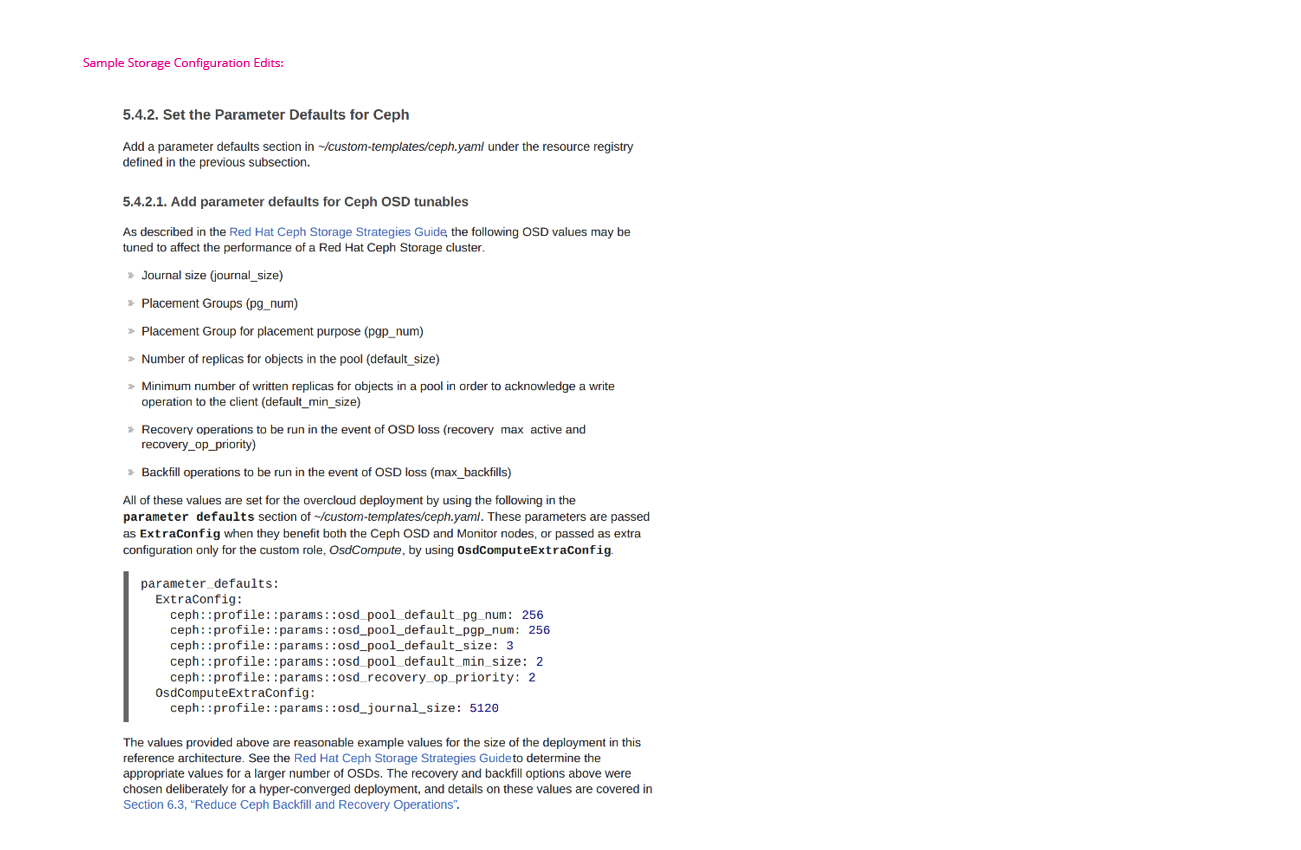 Sample Storage Configuration Edits:
5.4.2. Set the Parameter Defaults for Ceph
Add a parameter defaults section in ~/custom-templates/ceph.yaml under the resource registry
defined in the previous subsection.
5.4.2.1. Add parameter defaults for Ceph OSD tunables
As described in the Red Hat Ceph Storage Strategies Guide, the following OSD values may be
tuned to affect the performance of a Red Hat Ceph Storage cluster.
» Journal size (journal_size)
» Placement Groups (pg_num)
» Placement Group for placement purpose (pgp_num)
» Number of replicas for objects in the pool (default_size)
» Minimum number of written replicas for objects in a pool in order to acknowledge a write
operation to the client (default_min_size)
» Recovery operations to be run in the event of OSD loss (recovery_max_active and
recovery_op_priority)
» Backfill operations to be run in the event of OSD loss (max_backfills)
All of these values are set for the overcloud deployment by using the following in the
parameter defaults section of ~/custom-templates/ceph.yaml. These parameters are passed
as ExtraConfig when they benefit both the Ceph OSD and Monitor nodes, or passed as extra
configuration only for the custom role, OsdCompute, by using OsdComputeExtraConfig.
parameter_defaults:
  ExtraConfig:
    ceph::profile::params::osd_pool_default_pg_num: 256
    ceph::profile::params::osd_pool_default_pgp_num: 256
    ceph::profile::params::osd_pool_default_size: 3
    ceph::profile::params::osd_pool_default_min_size: 2
    ceph::profile::params::osd_recovery_op_priority: 2
  OsdComputeExtraConfig:
    ceph::profile::params::osd_journal_size: 5120
The values provided above are reasonable example values for the size of the deployment in this
reference architecture. See the Red Hat Ceph Storage Strategies Guide to determine the
appropriate values for a larger number of OSDs. The recovery and backfill options above were
chosen deliberately for a hyper-converged deployment, and details on these values are covered in
Section 6.3, “Reduce Ceph Backfill and Recovery Operations”.